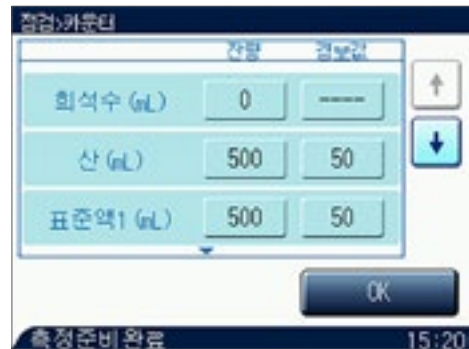 점검>카운터
잔량 경보값
희석수 (mL) 0 ----
산 (mL) 500 50
표준액1 (mL) 500 50
OK
측정준비 완료 15:20